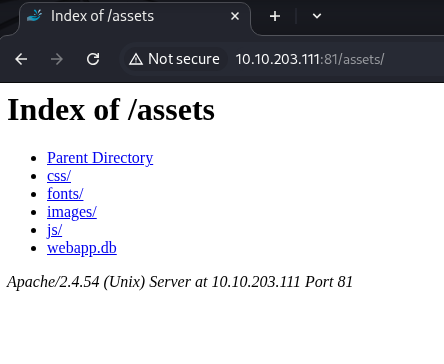 Index of /assets
Not secure 10.10.203.111:81/assets/
Index of /assets
Parent Directory
css/
fonts/
images/
js/
webapp.db
Apache/2.4.54 (Unix) Server at 10.10.203.111 Port 81